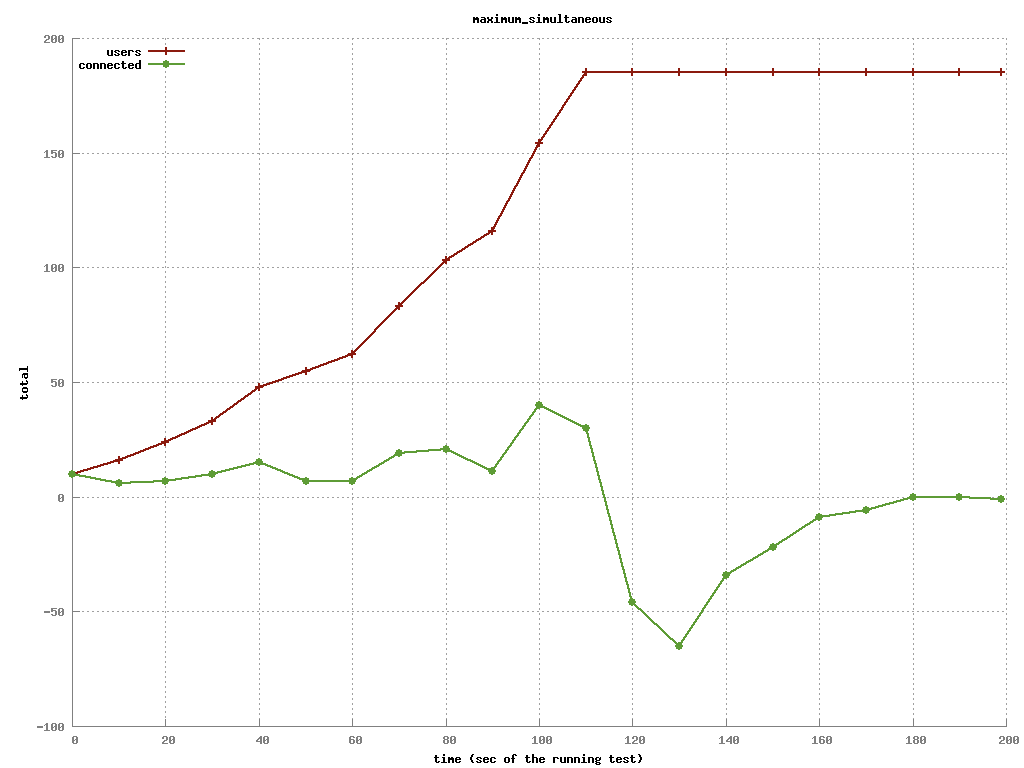 maximum_simultaneous
200
users
connected
150
100
50
0
-50
-100
total
0 20 40 60 80 100 120 140 160 180 200
time (sec of the running test)